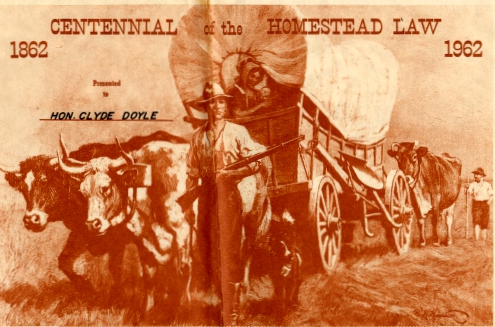 CENTENNIAL of the HOMESTEAD LAW
1862 1962
Presented
to
HON. CLYDE DOYLE